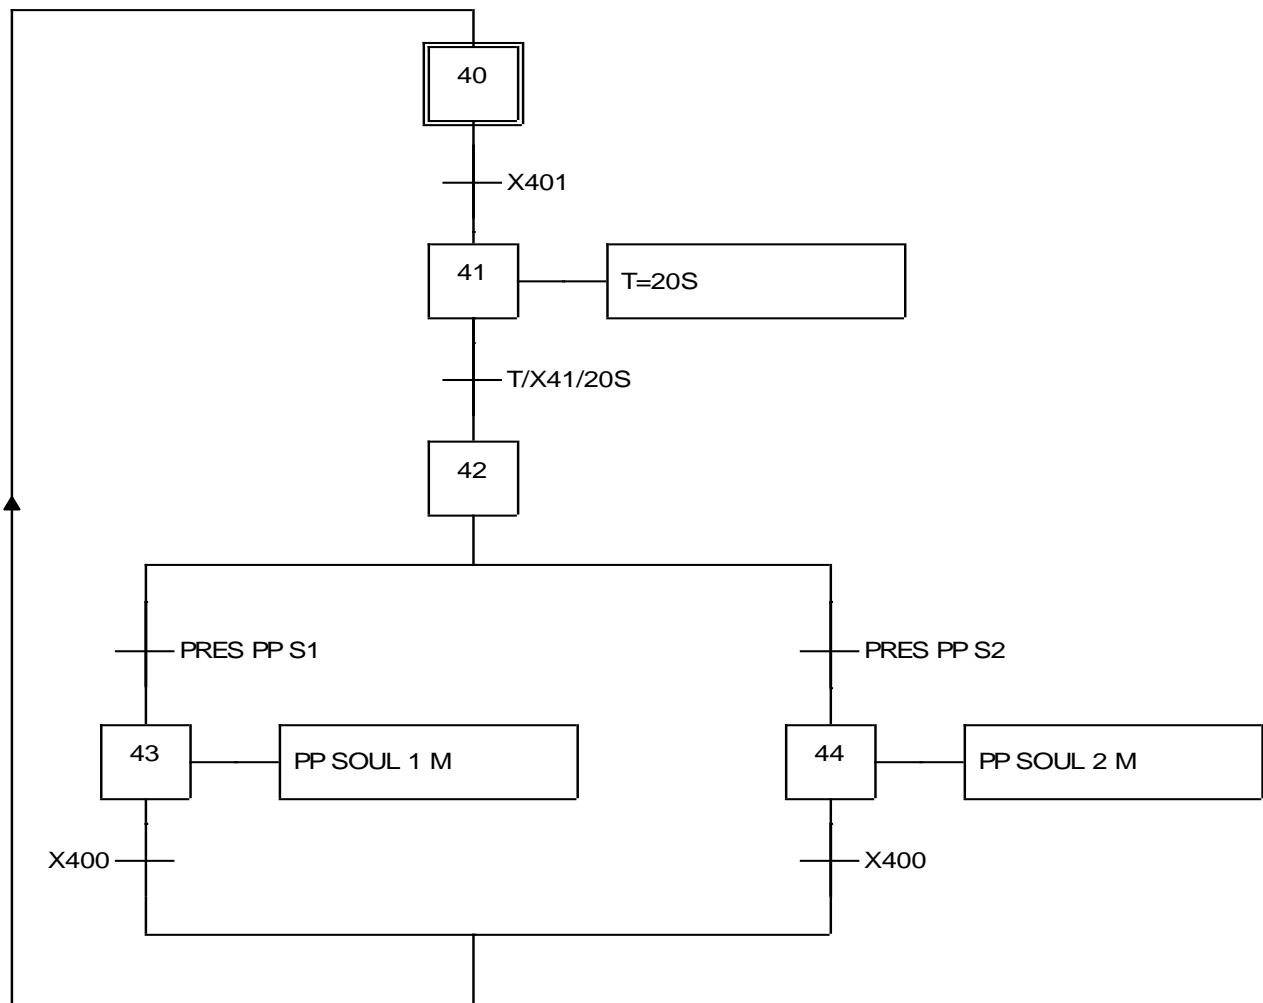 40
X401
41
T=20S
T/X41/20S
42
PRES PP S1
PRES PP S2
43
PP SOUL 1 M
44
PP SOUL 2 M
X400
X400